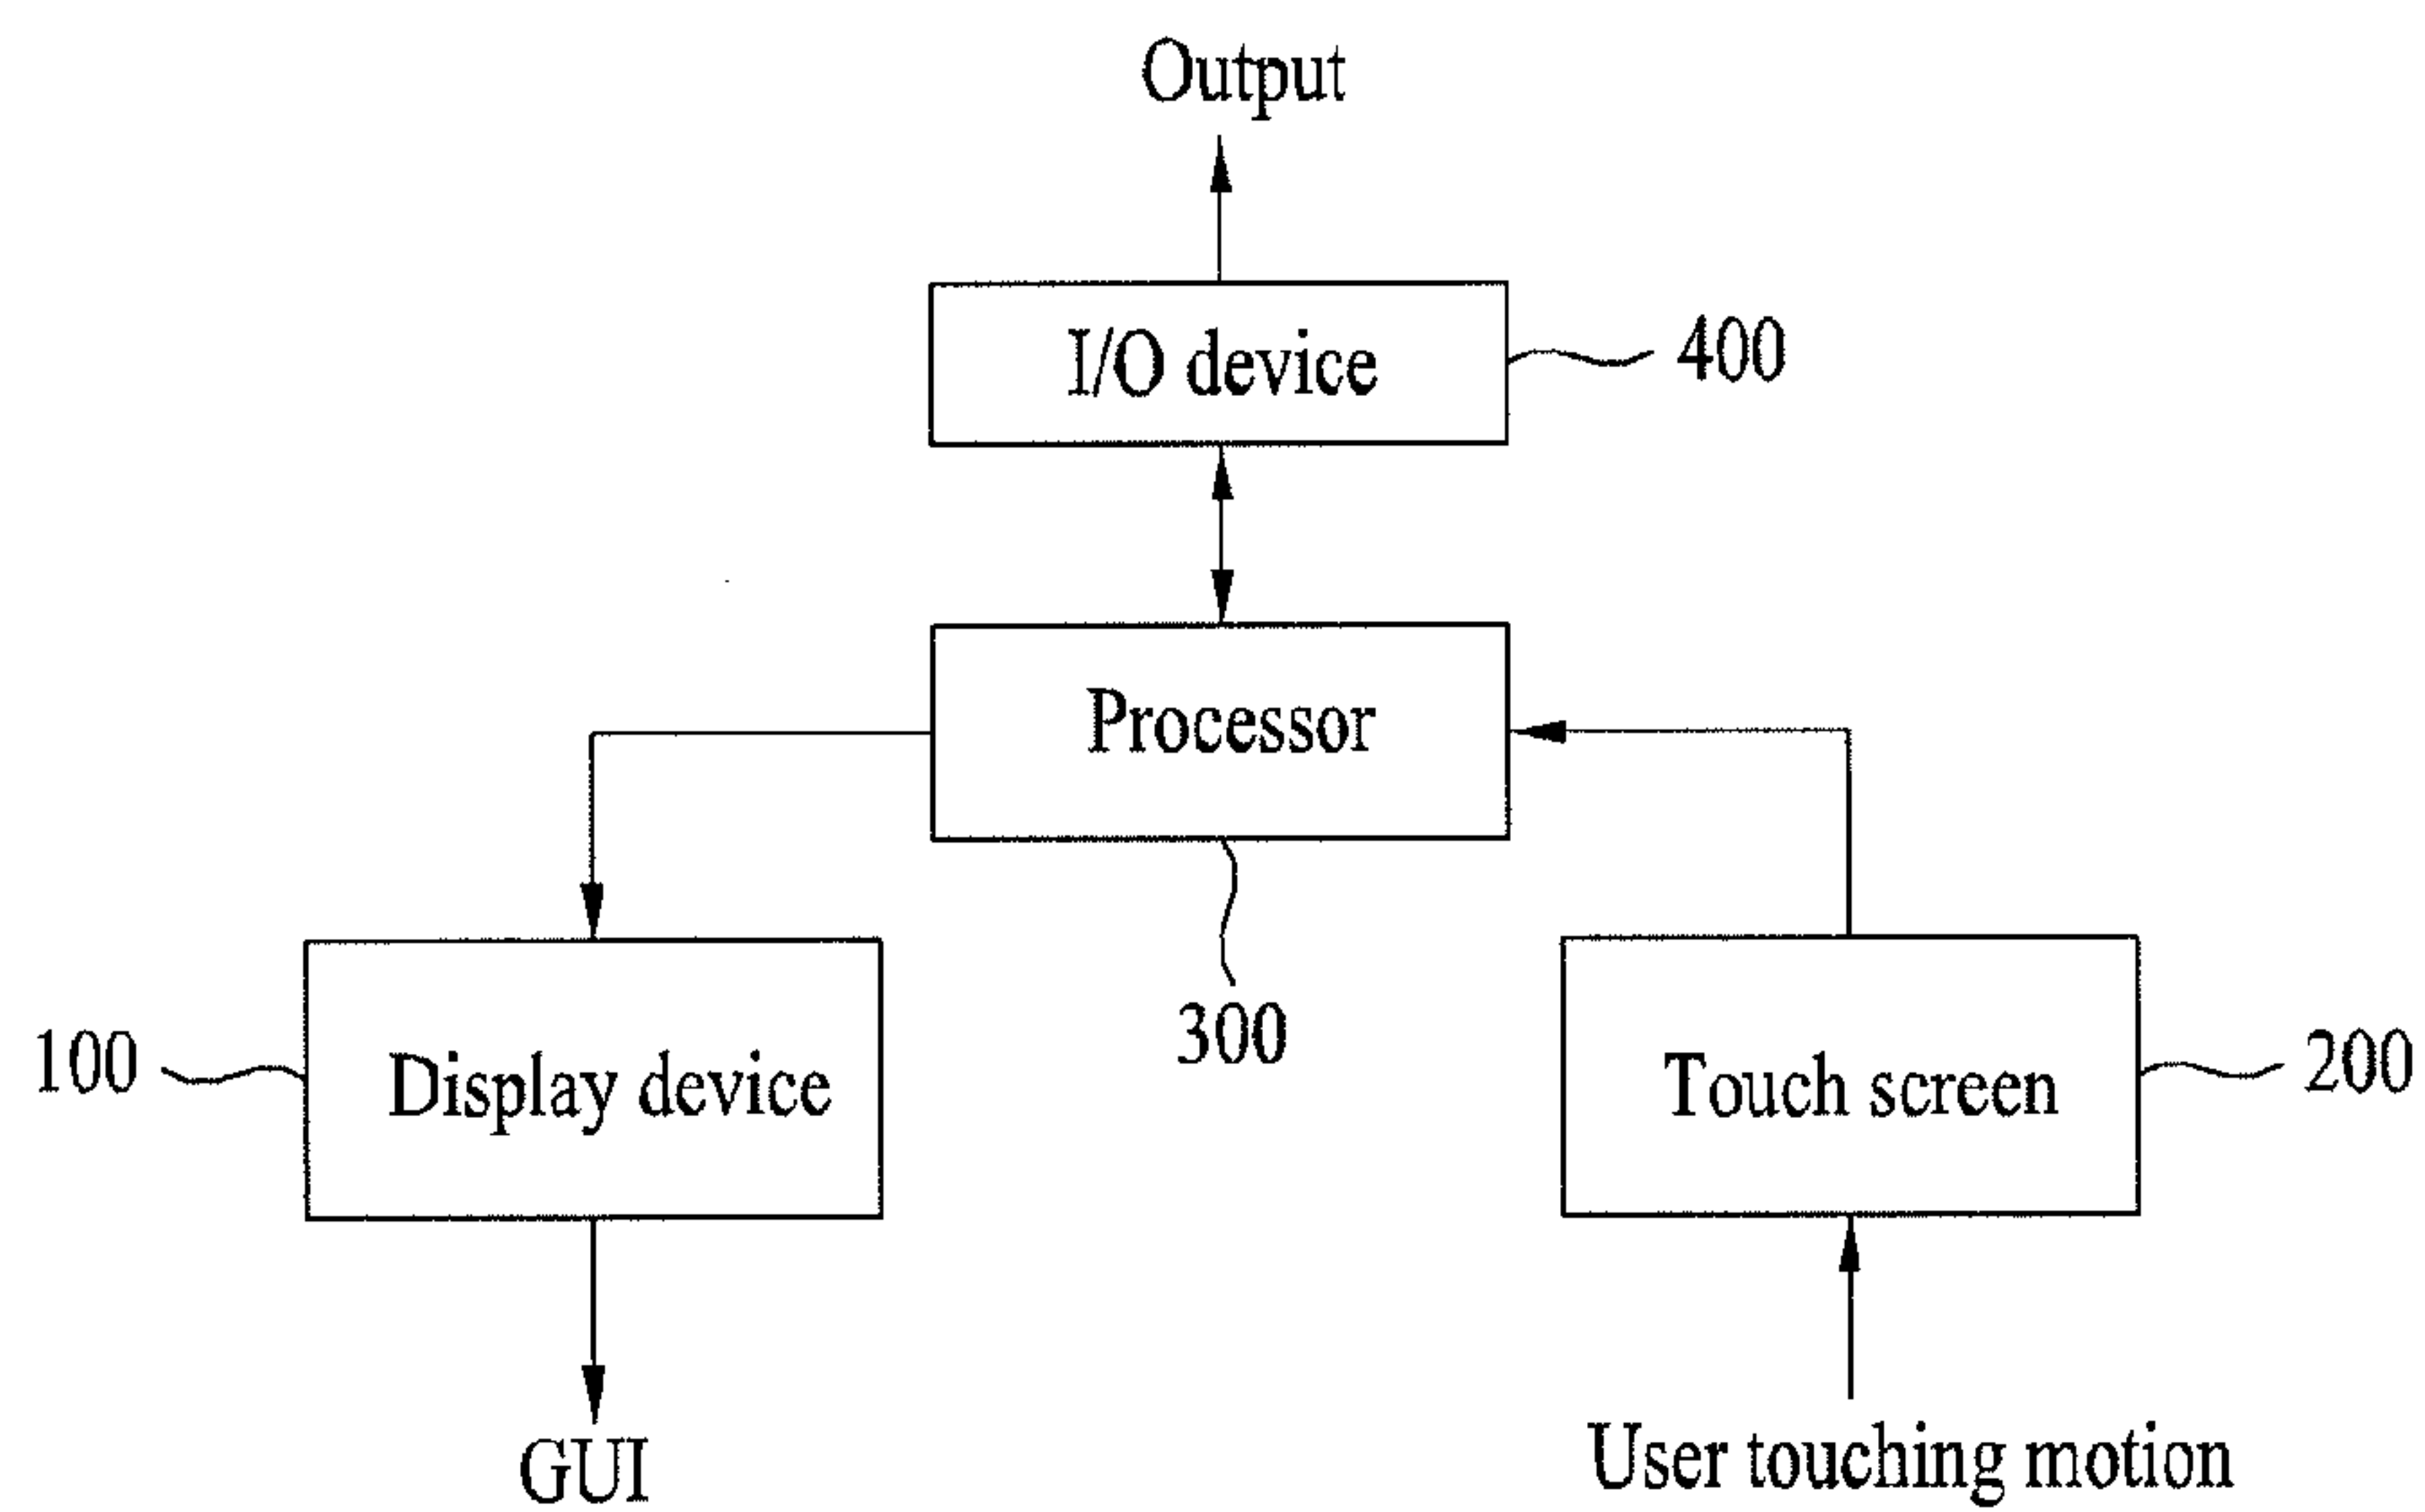 Output
I/O device
400
Processor
300
100
Display device
Touch screen
200
GUI
User touching motion